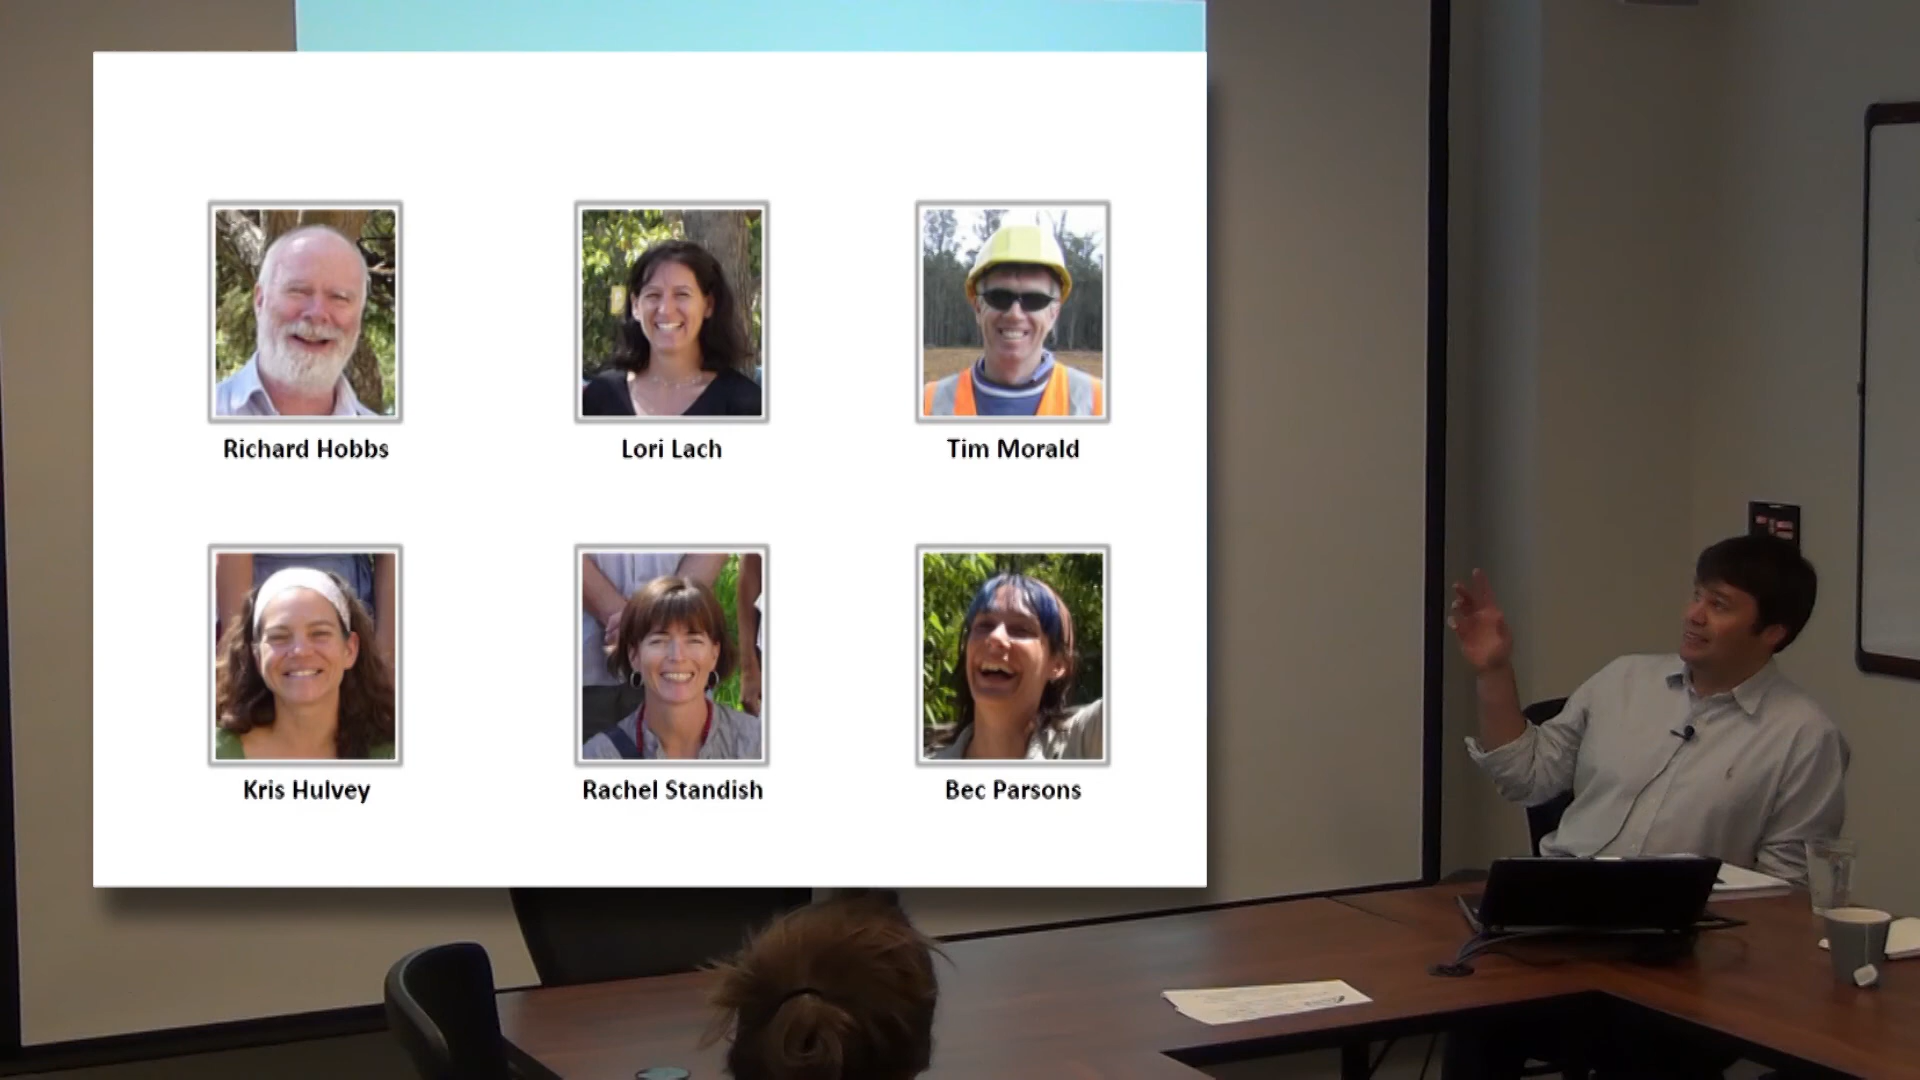 Richard Hobbs
Lori Lach
Tim Morald
Kris Hulvey
Rachel Standish
Bec Parsons